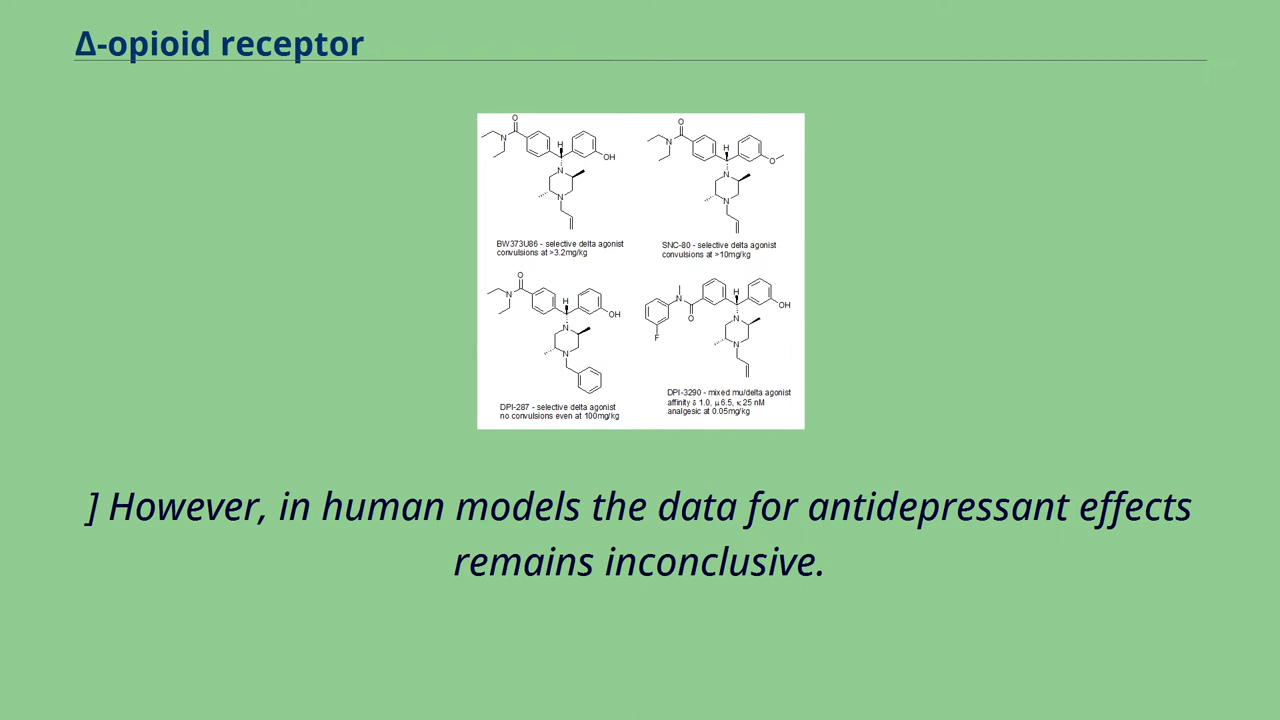 Δ-opioid receptor
BW373U86 - selective delta agonist
convulsions at >3.2mg/kg
SNC-80 - selective delta agonist
convulsions at >10mg/kg
DPI-287 - selective delta agonist
no convulsions even at 100mg/kg
DPI-3290 - mixed mu/delta agonist
affinity δ 1.0, μ 6.5, κ 25 nM
analgesic at 0.05mg/kg
] However, in human models the data for antidepressant effects
remains inconclusive.